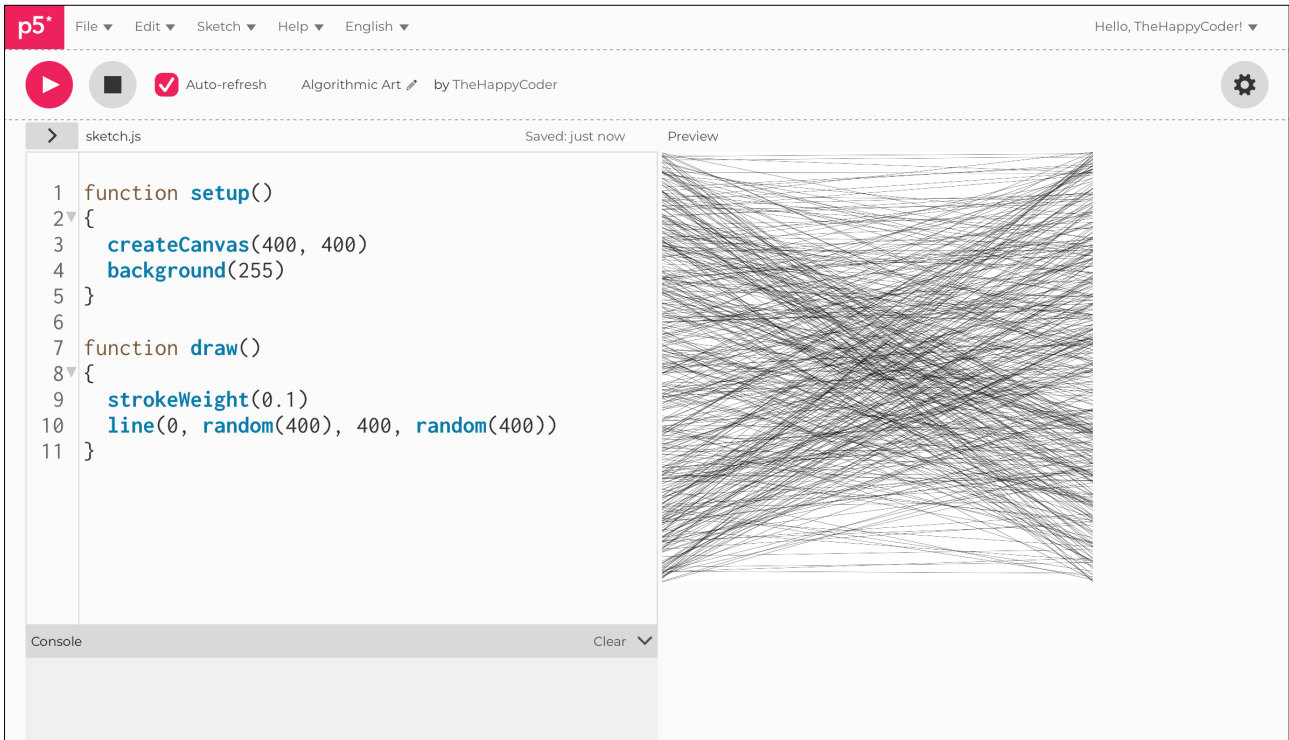 p5* File Edit Sketch Help English Hello, TheHappyCoder!
Auto-refresh Algorithmic Art by TheHappyCoder
sketch.js Saved: just now Preview
1 function setup()
2 {
3   createCanvas(400, 400)
4   background(255)
5 }
6
7 function draw()
8 {
9   strokeWeight(0.1)
10   line(0, random(400), 400, random(400))
11 }
Console Clear